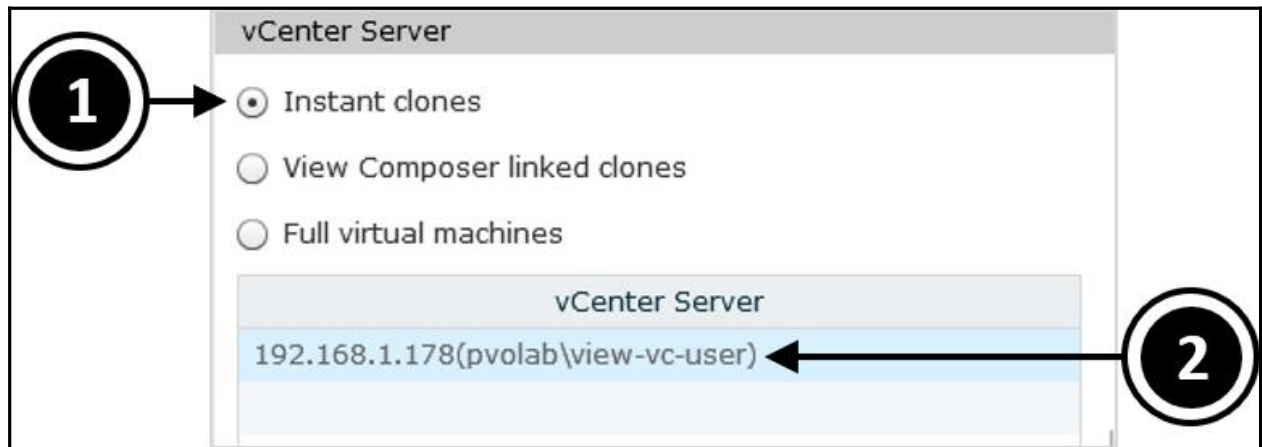 vCenter Server
1
Instant clones
View Composer linked clones
Full virtual machines
vCenter Server
192.168.1.178(pvolab\view-vc-user)
2